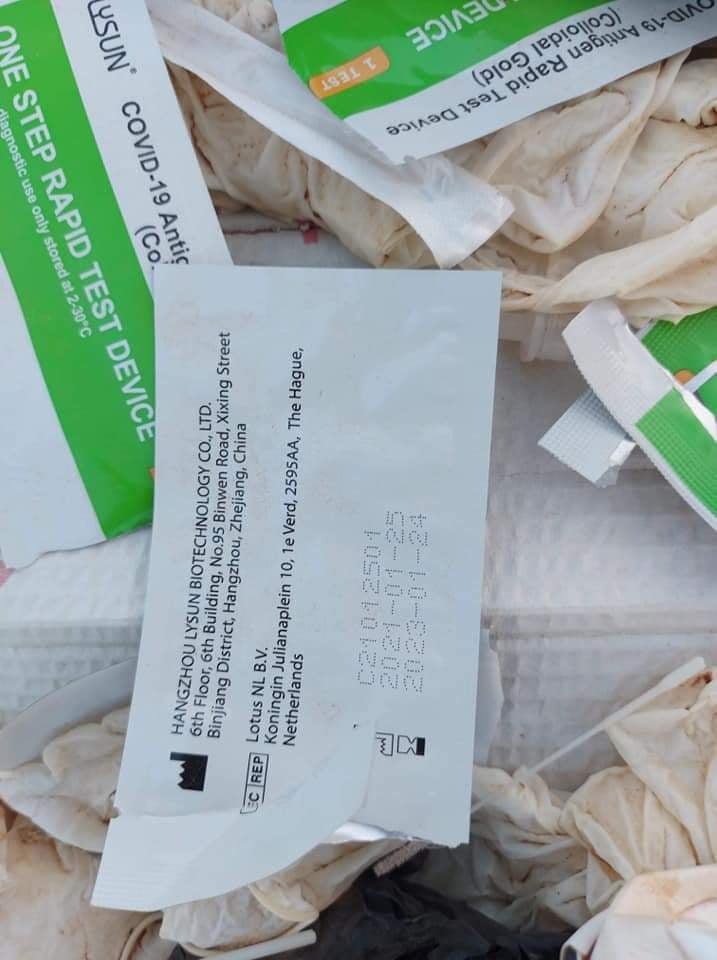 LYSUN®
COVID-19 Antig
(Co
ONE STEP RAPID TEST DEVICE
diagnostic use only stored at 2-30°C
OVID-19 Antigen Rapid Test Device
(Colloidal Gold)
DEVICE
1 TEST
HANGZHOU LYSUN BIOTECHNOLOGY CO., LTD.
6th Floor, 6th Building, No.95 Binwen Road, Xixing Street
Binjiang District, Hangzhou, Zhejiang, China
EC REP
Lotus NL B.V.
Koningin Julianaplein 10, 1e Verd, 2595AA, The Hague,
Netherlands
C21012501
2021-01-25
2023-01-24